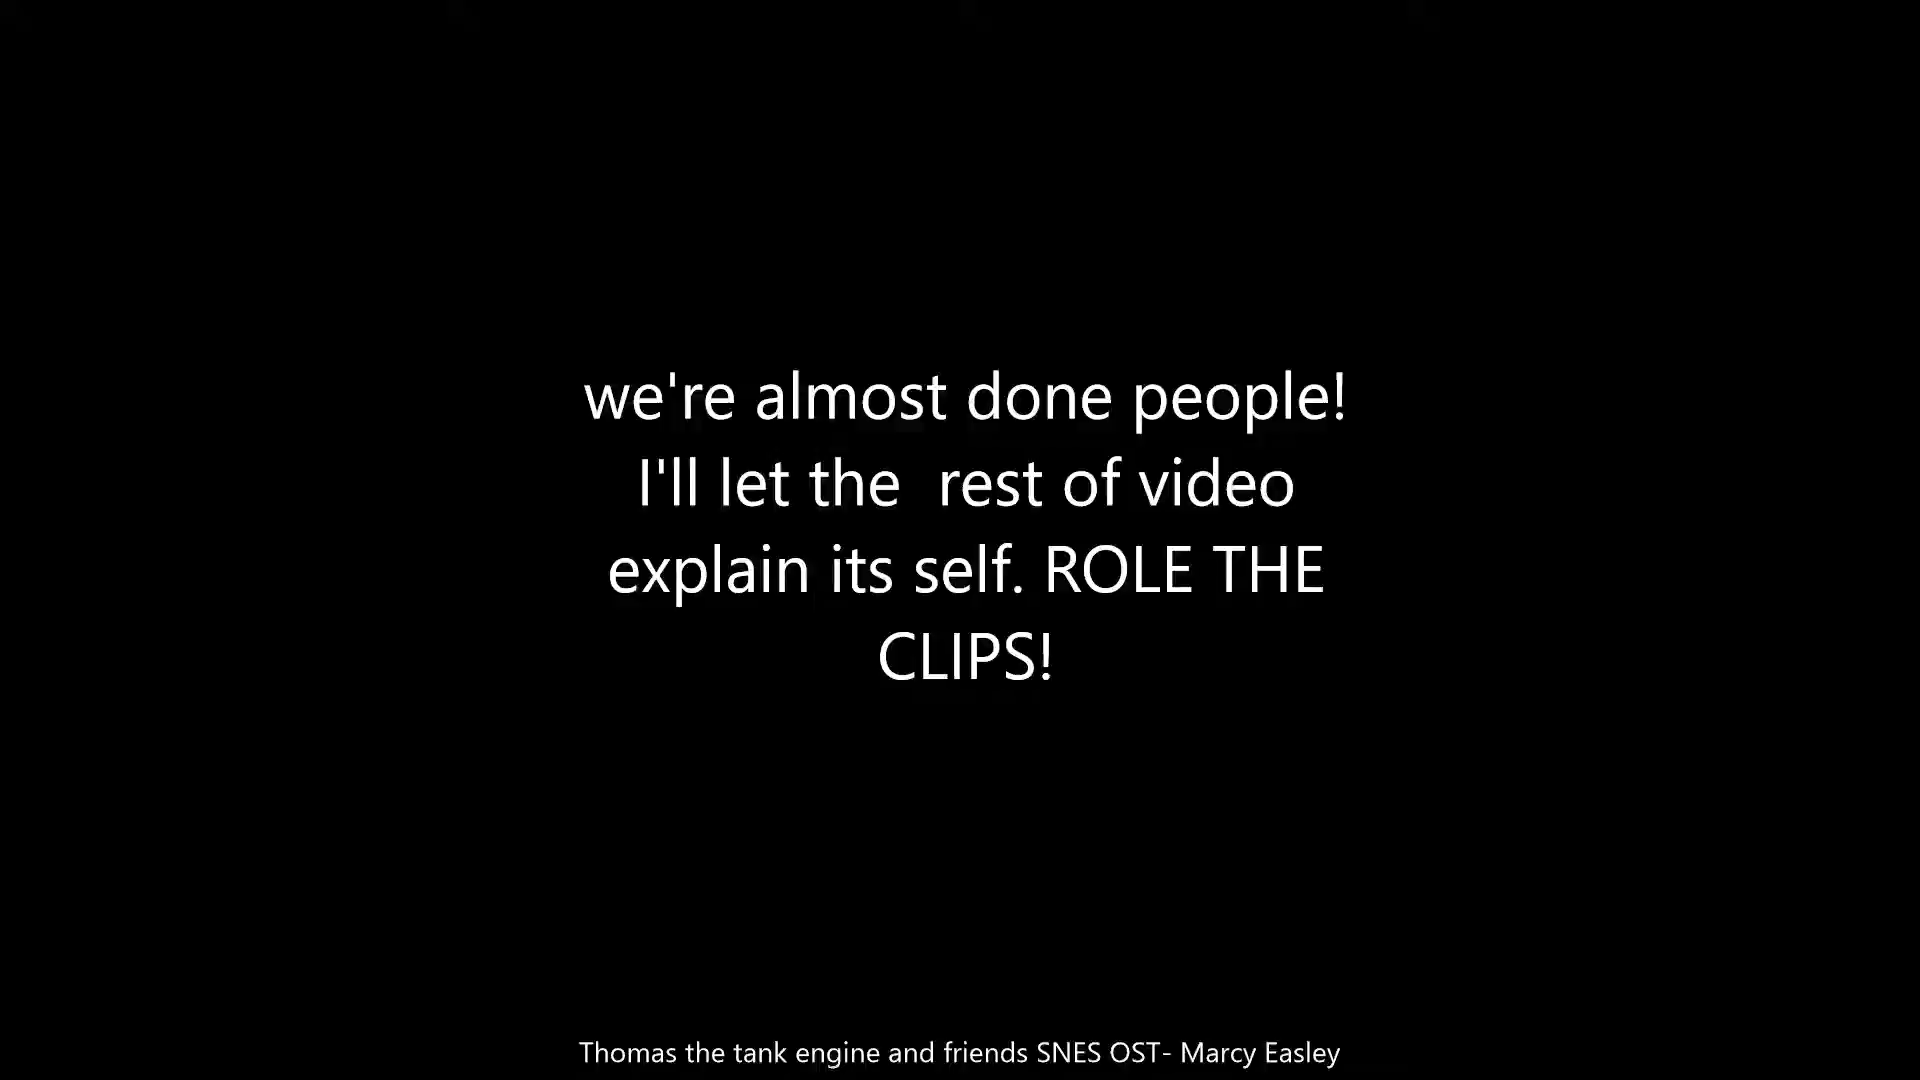 we're almost done people!
I'll let the  rest of video
explain its self. ROLE THE
CLIPS!
Thomas the tank engine and friends SNES OST- Marcy Easley